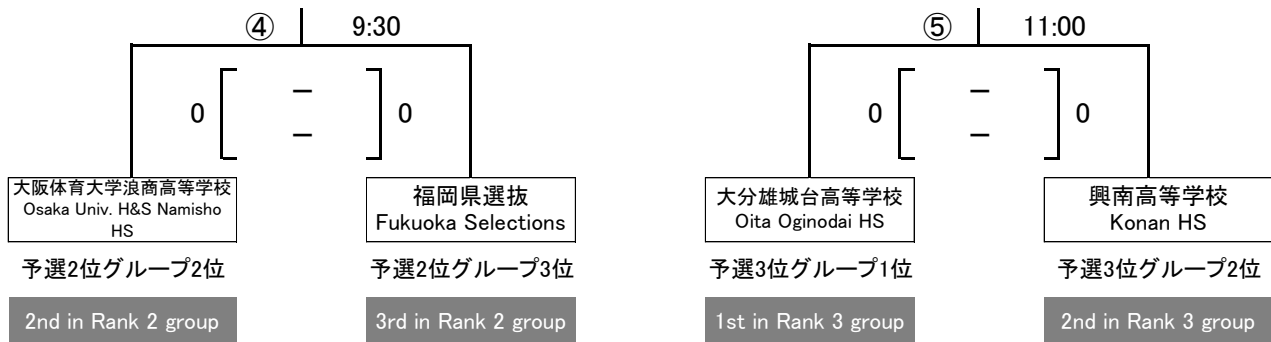 ④ 9:30
0 – 0
–
大阪体育大学浪商高等学校
Osaka Univ. H&S Namisho
HS
福岡県選抜
Fukuoka Selections
予選2位グループ2位
予選2位グループ3位
2nd in Rank 2 group
3rd in Rank 2 group
⑤ 11:00
0 – 0
–
大分雄城台高等学校
Oita Oginodai HS
興南高等学校
Konan HS
予選3位グループ1位
予選3位グループ2位
1st in Rank 3 group
2nd in Rank 3 group